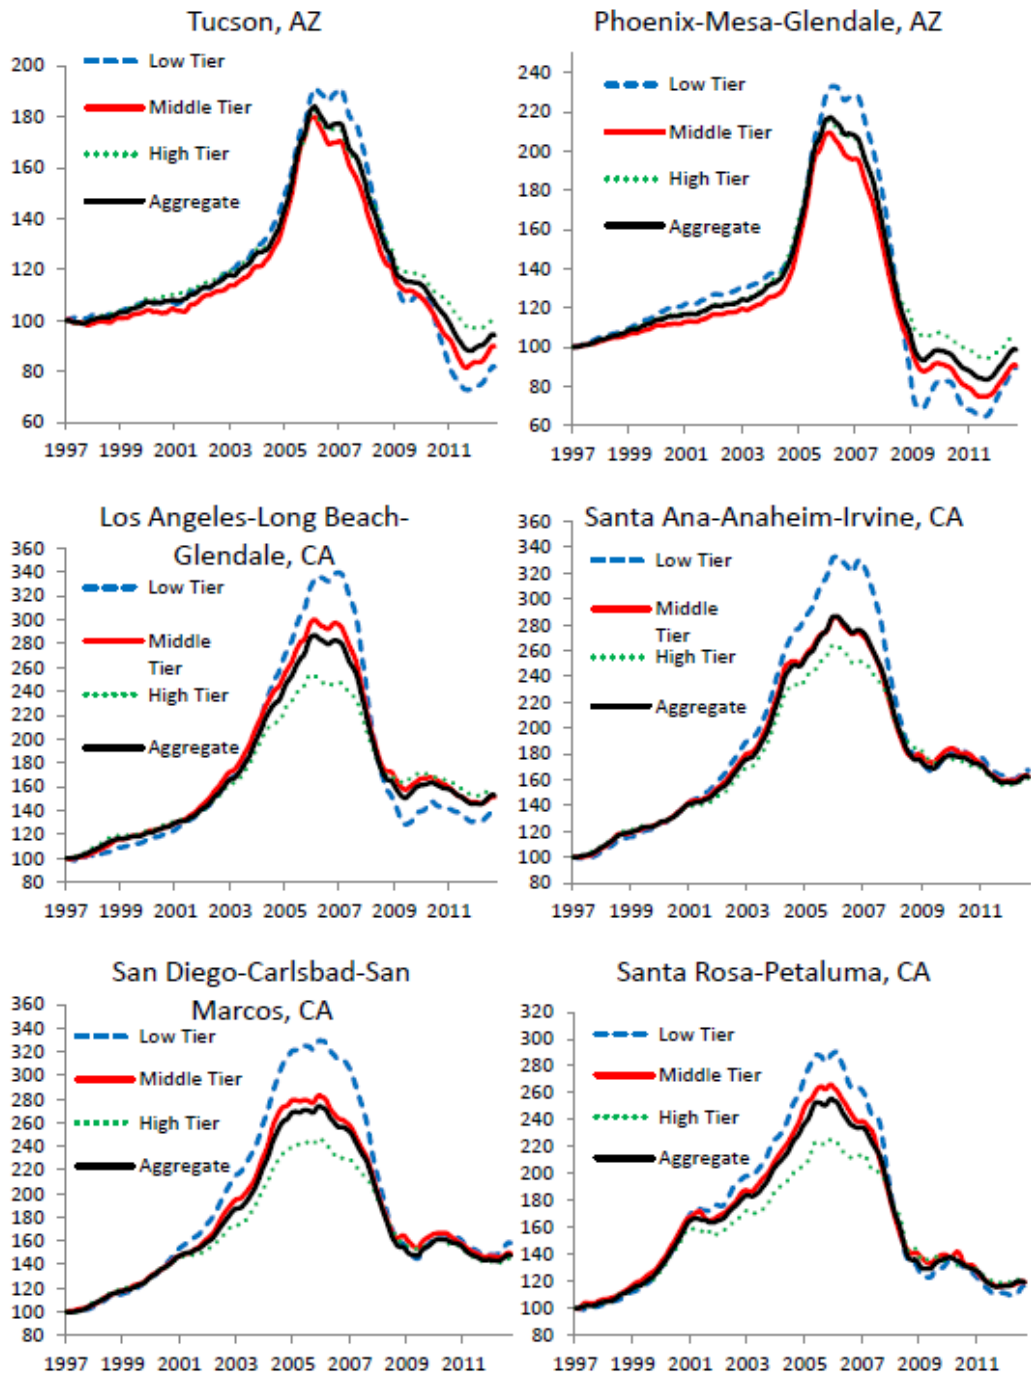 Tucson, AZ
200
180
160
140
120
100
80
60
Low Tier
Middle Tier
High Tier
Aggregate
1997 1999 2001 2003 2005 2007 2009 2011
Phoenix-Mesa-Glendale, AZ
240
220
200
180
160
140
120
100
80
60
Low Tier
Middle Tier
High Tier
Aggregate
1997 1999 2001 2003 2005 2007 2009 2011
Los Angeles-Long Beach-
Glendale, CA
360
340
320
300
280
260
240
220
200
180
160
140
120
100
80
Low Tier
Middle
Tier
High Tier
Aggregate
1997 1999 2001 2003 2005 2007 2009 2011
Santa Ana-Anaheim-Irvine, CA
360
340
320
300
280
260
240
220
200
180
160
140
120
100
80
Low Tier
Middle
Tier
High Tier
Aggregate
1997 1999 2001 2003 2005 2007 2009 2011
San Diego-Carlsbad-San
Marcos, CA
360
340
320
300
280
260
240
220
200
180
160
140
120
100
80
Low Tier
Middle Tier
High Tier
Aggregate
1997 1999 2001 2003 2005 2007 2009 2011
Santa Rosa-Petaluma, CA
320
300
280
260
240
220
200
180
160
140
120
100
80
Low Tier
Middle Tier
High Tier
Aggregate
1997 1999 2001 2003 2005 2007 2009 2011